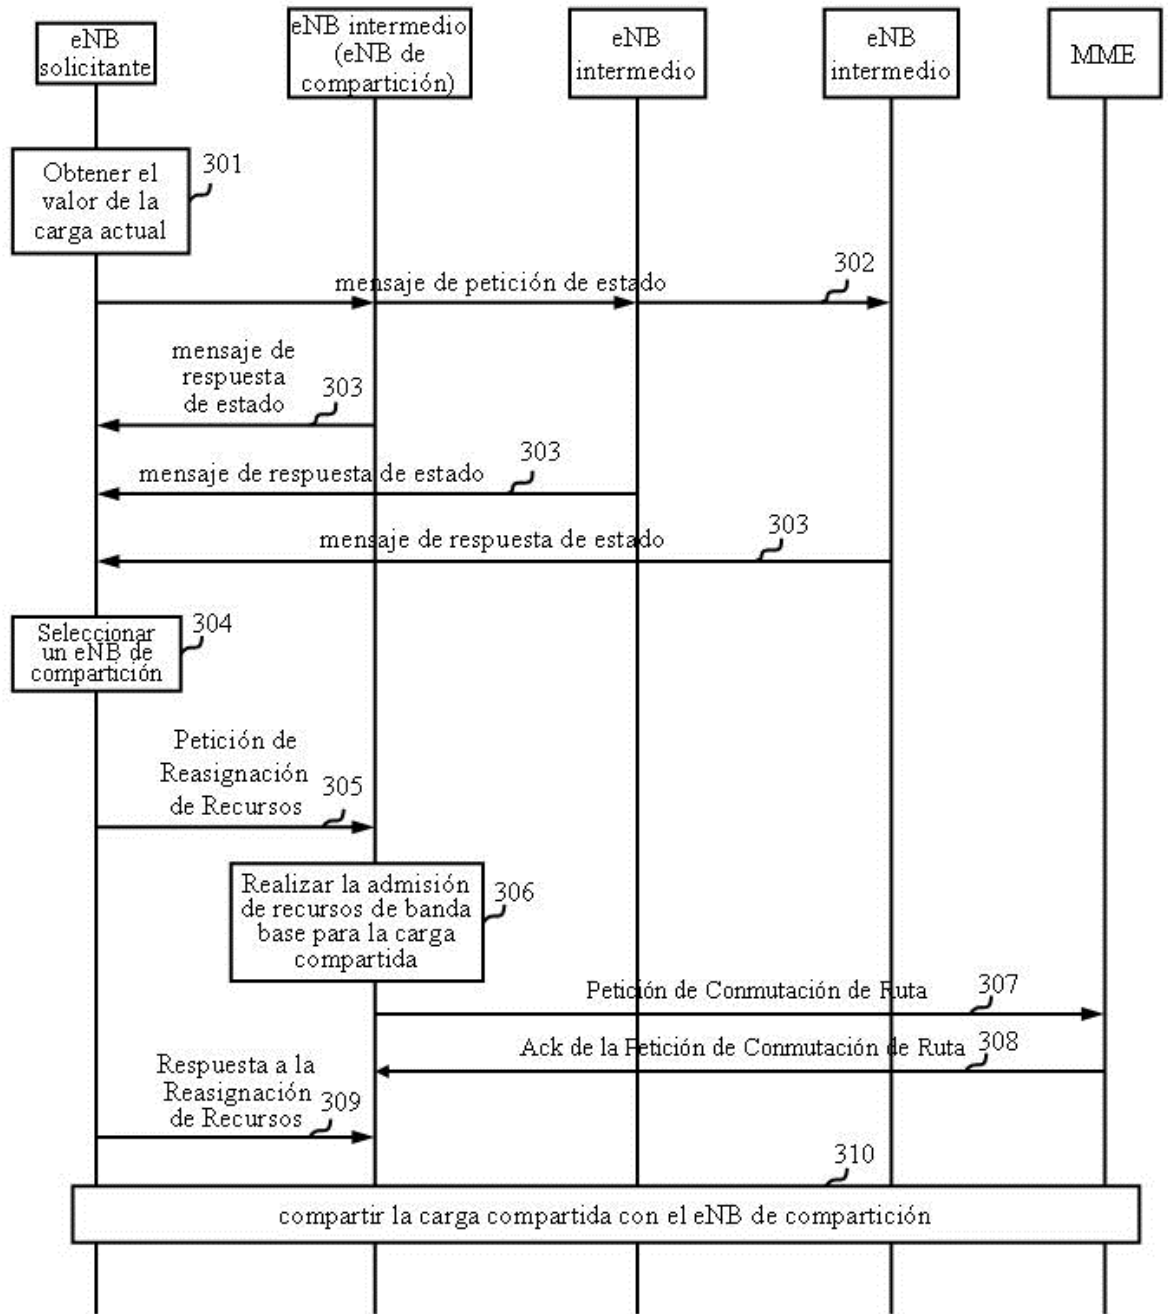 eNB
solicitante
eNB intermedio
(eNB de
compartición)
eNB
intermedio
eNB
intermedio
MME
Obtener el
valor de la
carga actual
301
mensaje de petición de estado
302
mensaje de
respuesta
de estado
303
mensaje de respuesta de estado
303
mensaje de respuesta de estado
303
Seleccionar
un eNB de
compartición
304
Petición de
Reasignación
de Recursos
305
Realizar la admisión
de recursos de banda
base para la carga
compartida
306
Petición de Conmutación de Ruta
307
Ack de la Petición de Conmutación de Ruta
308
Respuesta a la
Reasignación
de Recursos
309
310
compartir la carga compartida con el eNB de compartición